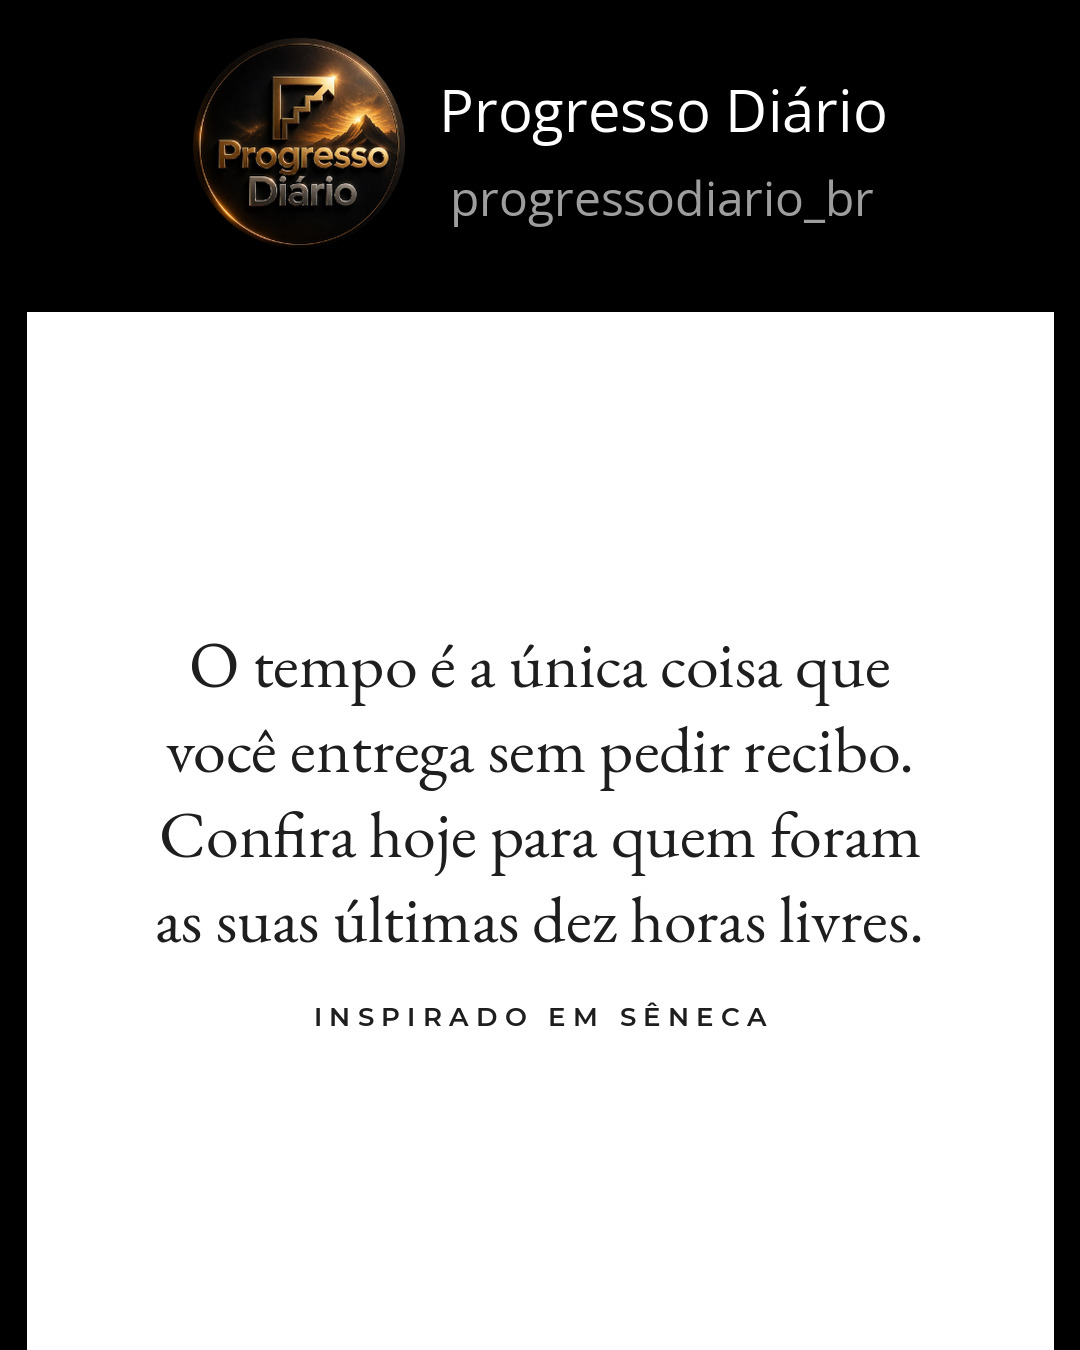 Progresso
Diário
Progresso Diário
progressodiario_br
O tempo é a única coisa que
você entrega sem pedir recibo.
Confira hoje para quem foram
as suas últimas dez horas livres.
INSPIRADO EM SÊNECA